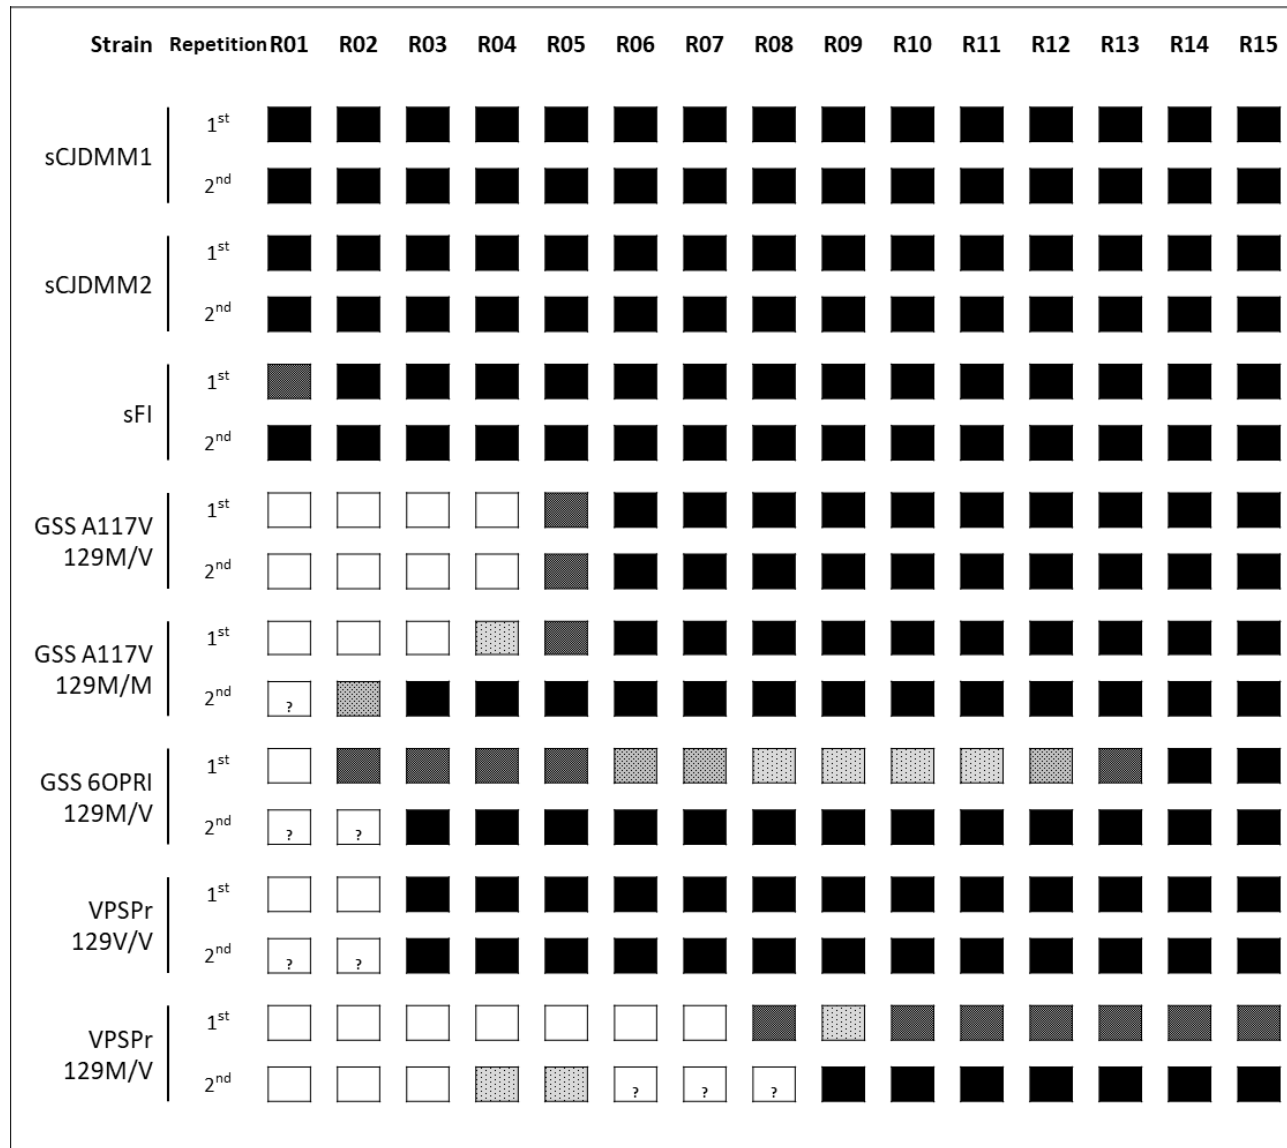 Strain Repetition R01 R02 R03 R04 R05 R06 R07 R08 R09 R10 R11 R12 R13 R14 R15
1st
sCJDMM1
2nd
1st
sCJDMM2
2nd
1st
sFI
2nd
1st
GSS A117V
129M/V
2nd
1st
GSS A117V
129M/M
2nd ?
1st
GSS 6OPRI
129M/V
2nd ? ?
1st
VPSPr
129V/V
2nd ? ?
1st
VPSPr
129M/V
2nd ? ? ?